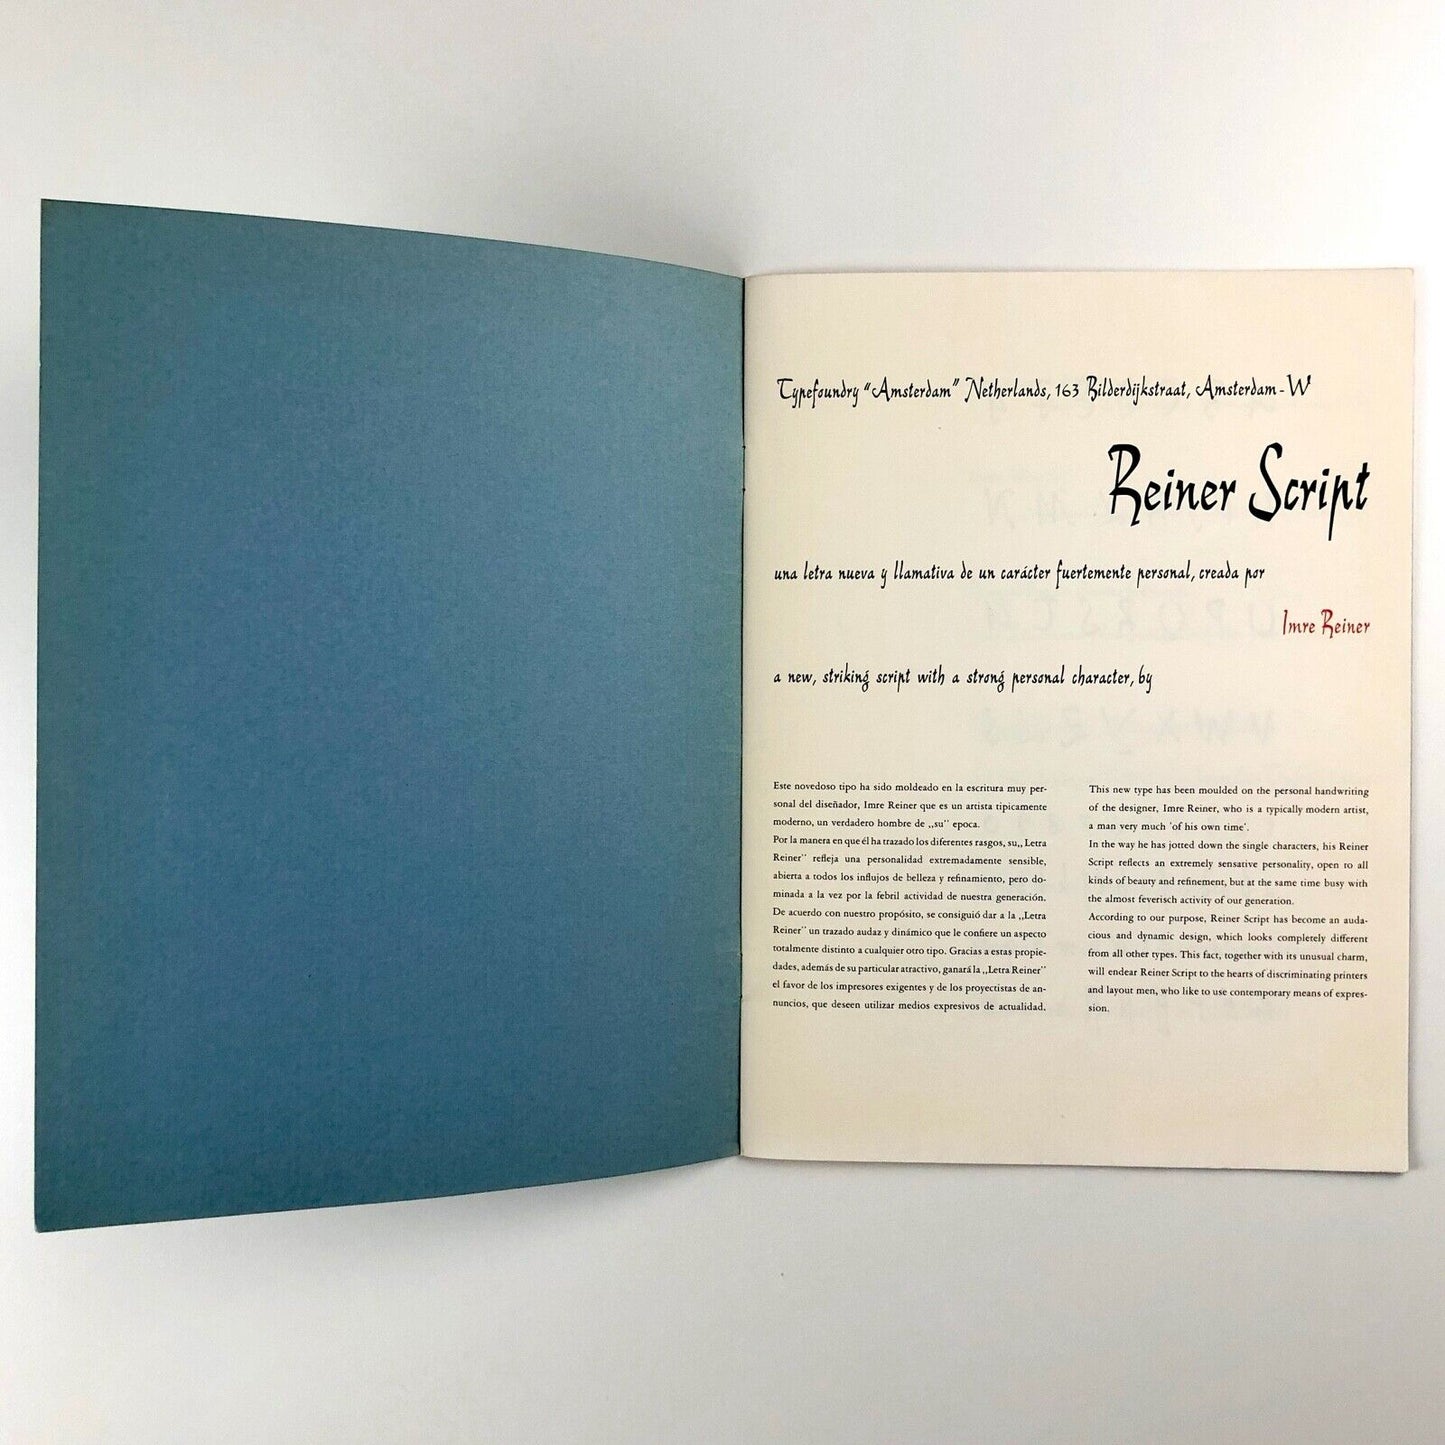 Typefoundry “Amsterdam” Netherlands, 163 Bilderdijkstraat, Amsterdam-W
Reiner Script
una letra nueva y llamativa de un carácter fuertemente personal, creada por
Imre Reiner
a new, striking script with a strong personal character, by
Este novedoso tipo ha sido moldeado en la escritura muy per-
sonal del diseñador, Imre Reiner que es un artista tipicamente
moderno, un verdadero hombre de ,,su’’ epoca.
Por la manera en que él ha trazado los diferentes rasgos, su,, Letra
Reiner’’ refleja una personalidad extremadamente sensible,
abierta a todos los influjos de belleza y refinamiento, pero do-
minada a la vez por la febril actividad de nuestra generación.
De acuerdo con nuestro propósito, se consiguió dar a la ,,Letra
Reiner’’ un trazado audaz y dinámico que le confiere un aspecto
totalmente distinto a cualquier otro tipo. Gracias a estas propie-
dades, además de su particular atractivo, ganará la ,,Letra Reiner’’
el favor de los impresores exigentes y de los proyectistas de an-
nuncios, que deseen utilizar medios expresivos de actualidad.
This new type has been moulded on the personal handwriting
of the designer, Imre Reiner, who is a typically modern artist,
a man very much ‘of his own time’.
In the way he has jotted down the single characters, his Reiner
Script reflects an extremely sensative personality, open to all
kinds of beauty and refinement, but at the same time busy with
the almost feverisch activity of our generation.
According to our purpose, Reiner Script has become an auda-
cious and dynamic design, which looks completely different
from all other types. This fact, together with its unusual charm,
will endear Reiner Script to the hearts of discriminating printers
and layout men, who like to use contemporary means of expres-
sion.